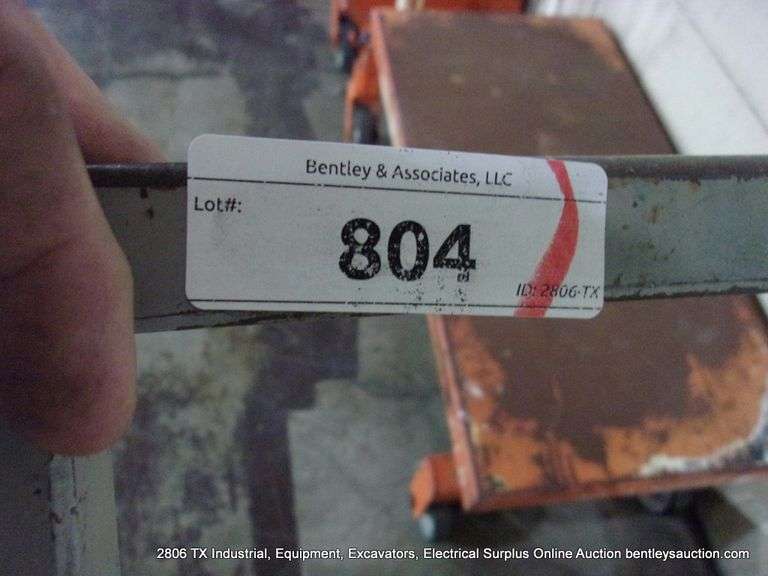 Bentley & Associates, LLC
Lot#:
804
ID: 2806-TX
2806 TX Industrial, Equipment, Excavators, Electrical Surplus Online Auction bentleysauction.com